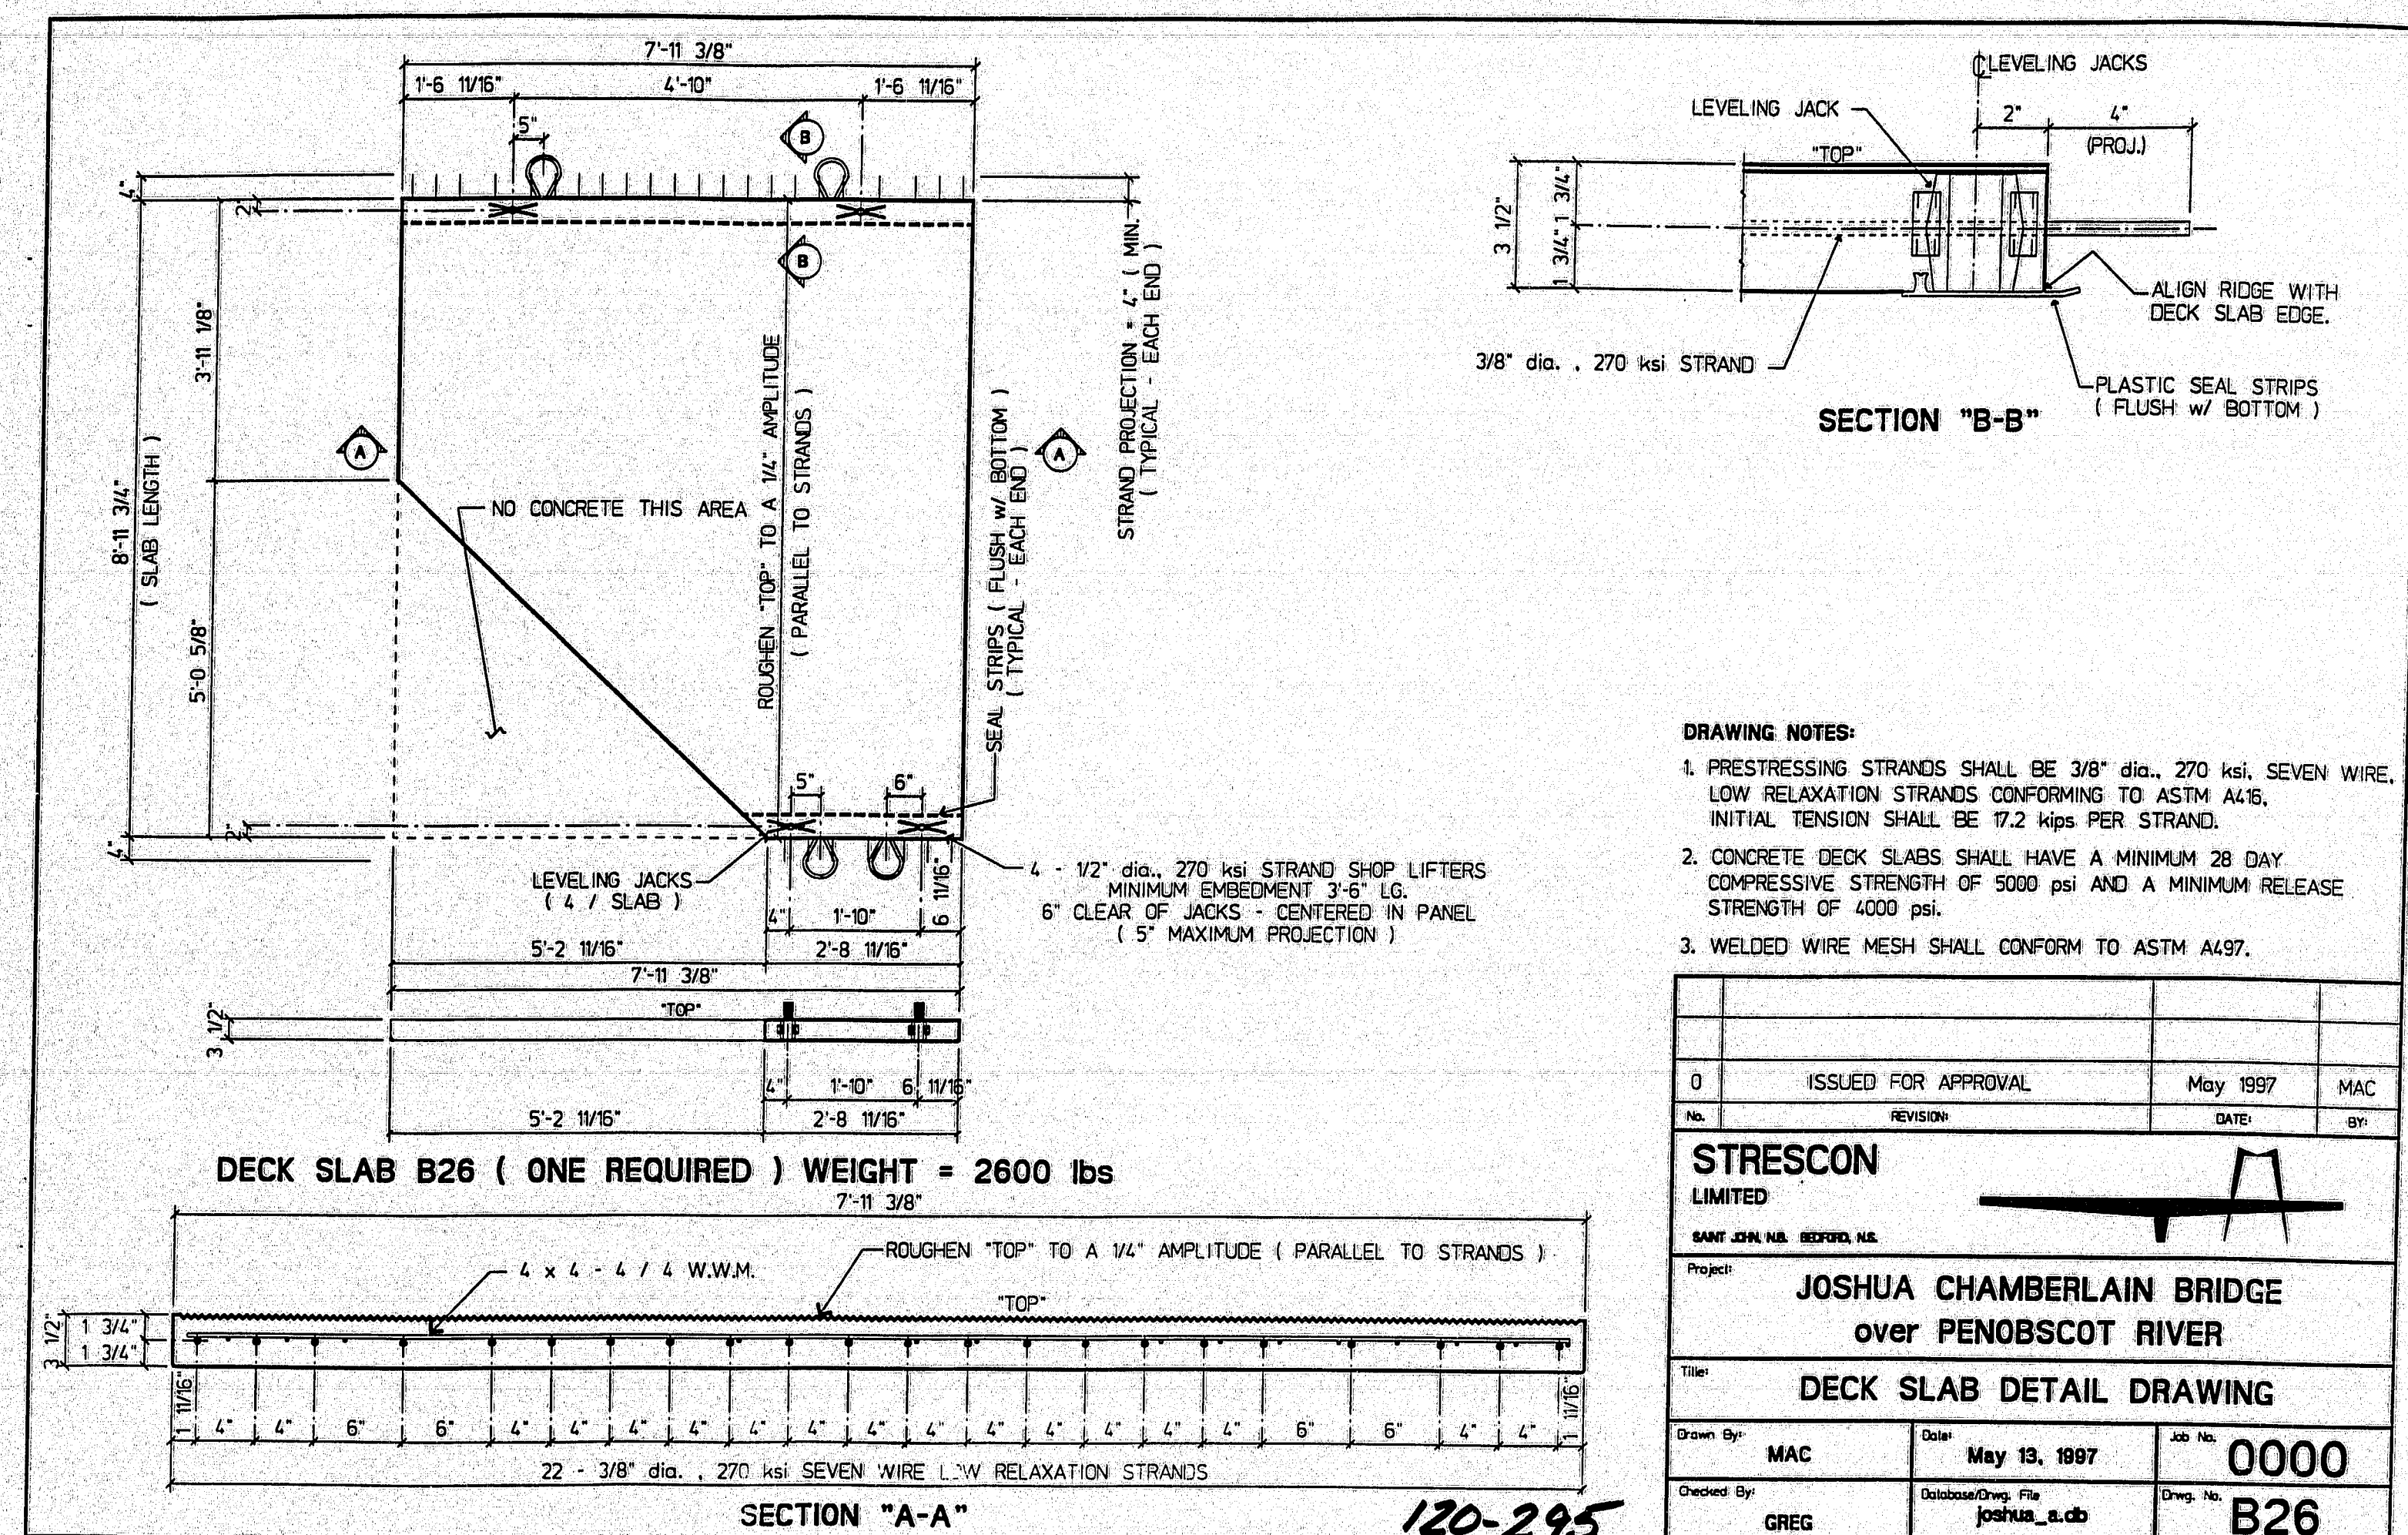 7'-11 3/8"
1'-6 11/16" 4'-10" 1'-6 11/16"
5"
B
4"
2"
B
3'-11 1/8"
8'-11 3/4"
( SLAB LENGTH )
5'-0 5/8"
A
NO CONCRETE THIS AREA
ROUGHEN "TOP" TO A 1/4" AMPLITUDE
( PARALLEL TO STRANDS )
SEAL STRIPS ( FLUSH w/ BOTTOM )
( TYPICAL - EACH END )
A
STRAND PROJECTION = 4" ( MIN. )
( TYPICAL - EACH END )
5" 6"
2"
4"
LEVELING JACKS
( 4 / SLAB )
4 - 1/2" dia., 270 ksi STRAND SHOP LIFTERS
MINIMUM EMBEDMENT 3'-6" LG.
6" CLEAR OF JACKS - CENTERED IN PANEL
( 5" MAXIMUM PROJECTION )
4" 1'-10" 6 11/16"
5'-2 11/16" 2'-8 11/16"
7'-11 3/8"
"TOP"
3 1/2"
4" 1'-10" 6 11/16"
5'-2 11/16" 2'-8 11/16"
DECK SLAB B26 ( ONE REQUIRED ) WEIGHT = 2600 lbs
7'-11 3/8"
ROUGHEN "TOP" TO A 1/4" AMPLITUDE ( PARALLEL TO STRANDS )
4 x 4 - 4 / 4 W.W.M.
"TOP"
3 1/2"
1 3/4"
1 3/4"
1 11/16" 4" 4" 6" 6" 4" 4" 4" 4" 4" 4" 4" 4" 4" 6" 6" 4" 4" 1 11/16"
22 - 3/8" dia. , 270 ksi SEVEN WIRE LOW RELAXATION STRANDS
SECTION "A-A"
120-295
℄ LEVELING JACKS
LEVELING JACK
2" 4"
(PROJ.)
"TOP"
3 1/2"
1 3/4" 1 3/4"
ALIGN RIDGE WITH
DECK SLAB EDGE.
3/8" dia. , 270 ksi STRAND
PLASTIC SEAL STRIPS
( FLUSH w/ BOTTOM )
SECTION "B-B"
DRAWING NOTES:
1. PRESTRESSING STRANDS SHALL BE 3/8" dia., 270 ksi, SEVEN WIRE,
LOW RELAXATION STRANDS CONFORMING TO ASTM A416,
INITIAL TENSION SHALL BE 17.2 kips PER STRAND.
2. CONCRETE DECK SLABS SHALL HAVE A MINIMUM 28 DAY
COMPRESSIVE STRENGTH OF 5000 psi AND A MINIMUM RELEASE
STRENGTH OF 4000 psi.
3. WELDED WIRE MESH SHALL CONFORM TO ASTM A497.
0 ISSUED FOR APPROVAL May 1997 MAC
No. REVISION: DATE: BY:
STRESCON
LIMITED
SAINT JOHN, N.B. BEDFORD, N.S.
Project:
JOSHUA CHAMBERLAIN BRIDGE
over PENOBSCOT RIVER
Title:
DECK SLAB DETAIL DRAWING
Drawn By: MAC
Date: May 13, 1997
Job No. 0000
Checked By: GREG
Database/Drwg. File joshua_a.db
Drwg. No. B26